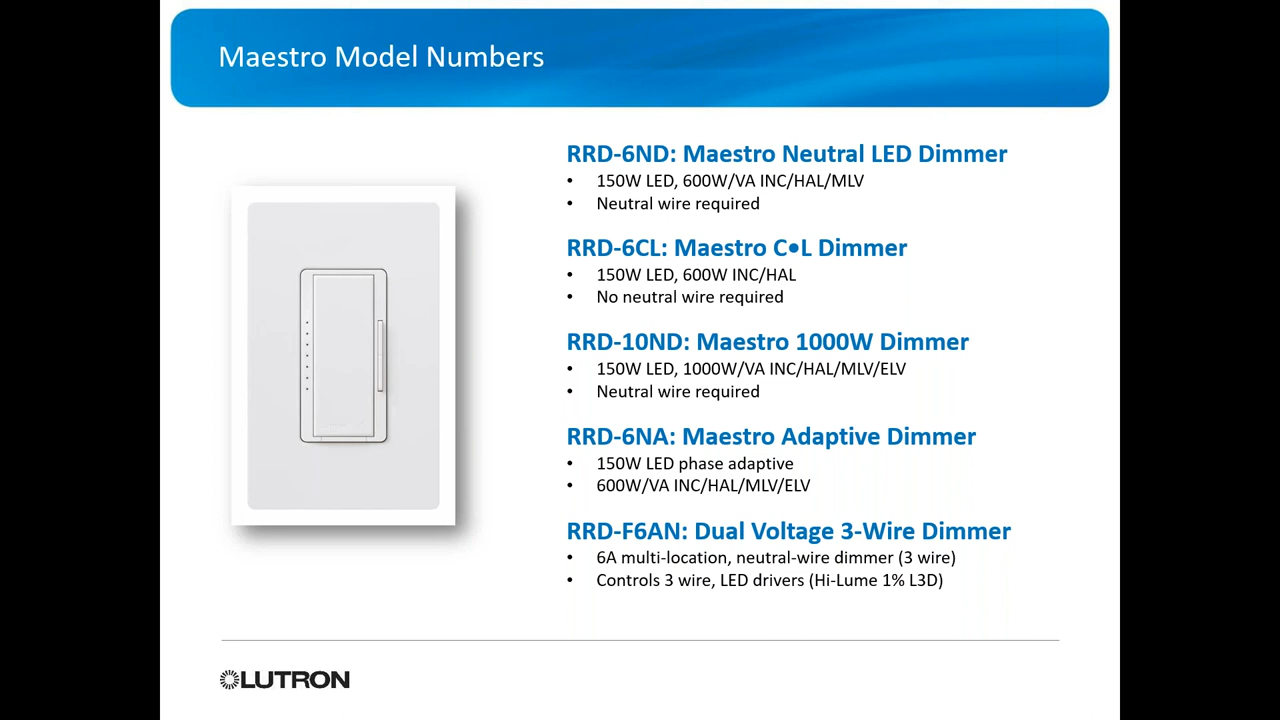 Maestro Model Numbers
RRD-6ND: Maestro Neutral LED Dimmer
• 150W LED, 600W/VA INC/HAL/MLV
• Neutral wire required
RRD-6CL: Maestro C•L Dimmer
• 150W LED, 600W INC/HAL
• No neutral wire required
RRD-10ND: Maestro 1000W Dimmer
• 150W LED, 1000W/VA INC/HAL/MLV/ELV
• Neutral wire required
RRD-6NA: Maestro Adaptive Dimmer
• 150W LED phase adaptive
• 600W/VA INC/HAL/MLV/ELV
RRD-F6AN: Dual Voltage 3-Wire Dimmer
• 6A multi-location, neutral-wire dimmer (3 wire)
• Controls 3 wire, LED drivers (Hi-Lume 1% L3D)
LUTRON